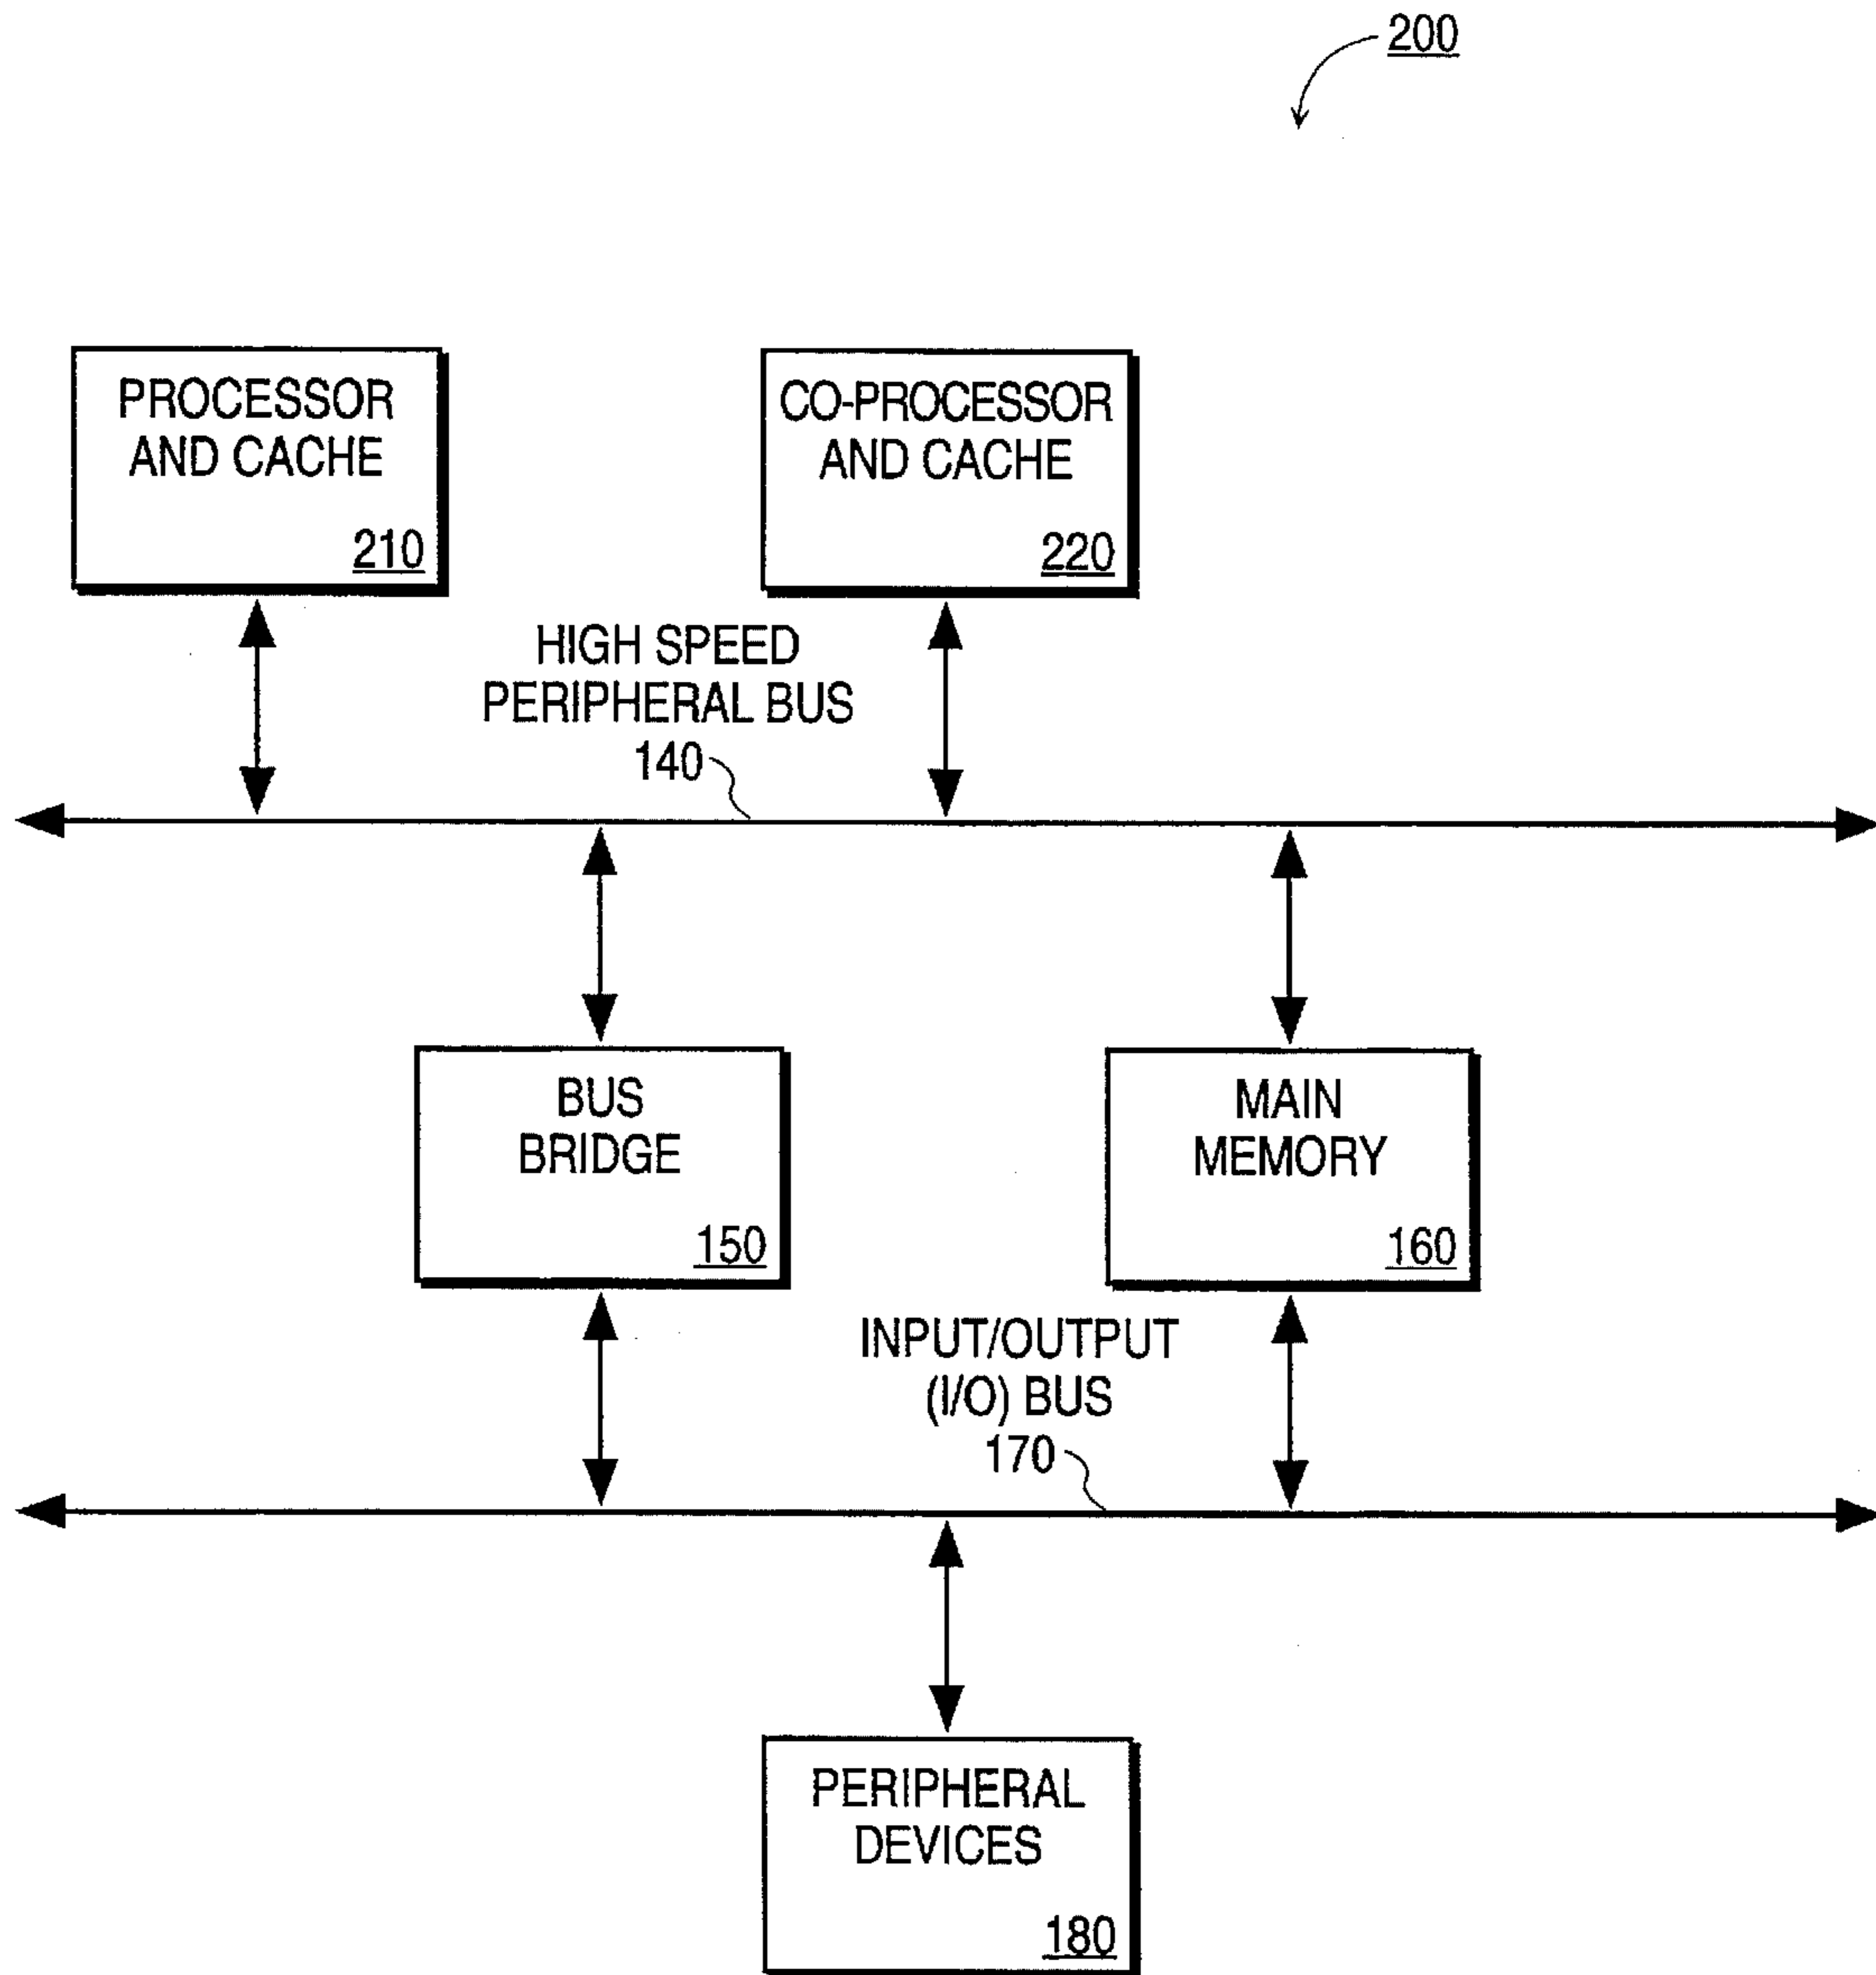 200
PROCESSOR
AND CACHE
210
CO-PROCESSOR
AND CACHE
220
HIGH SPEED
PERIPHERAL BUS
140
BUS
BRIDGE
150
MAIN
MEMORY
160
INPUT/OUTPUT
(I/O) BUS
170
PERIPHERAL
DEVICES
180